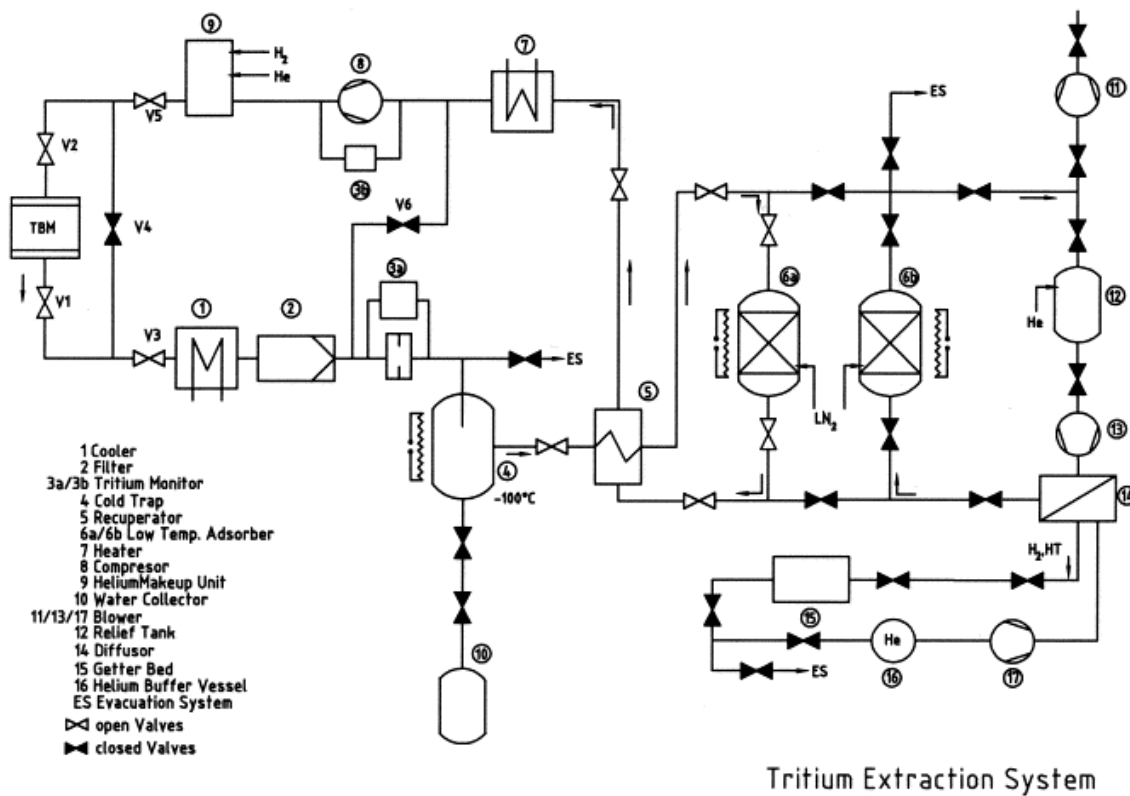 9
H2
He
8
7
11
ES
V5
V2
3b
TBM
V4
V6
3a
6a
6b
12
He
V1
V3
1
2
ES
5
LN2
13
4
-100°C
14
H2,HT
15
He
16
17
ES
10
1 Cooler
2 Filter
3a/3b Tritium Monitor
4 Cold Trap
5 Recuperator
6a/6b Low Temp. Adsorber
7 Heater
8 Compresor
9 HeliumMakeup Unit
10 Water Collector
11/13/17 Blower
12 Relief Tank
14 Diffusor
15 Getter Bed
16 Helium Buffer Vessel
ES Evacuation System
open Valves
closed Valves
Tritium Extraction System